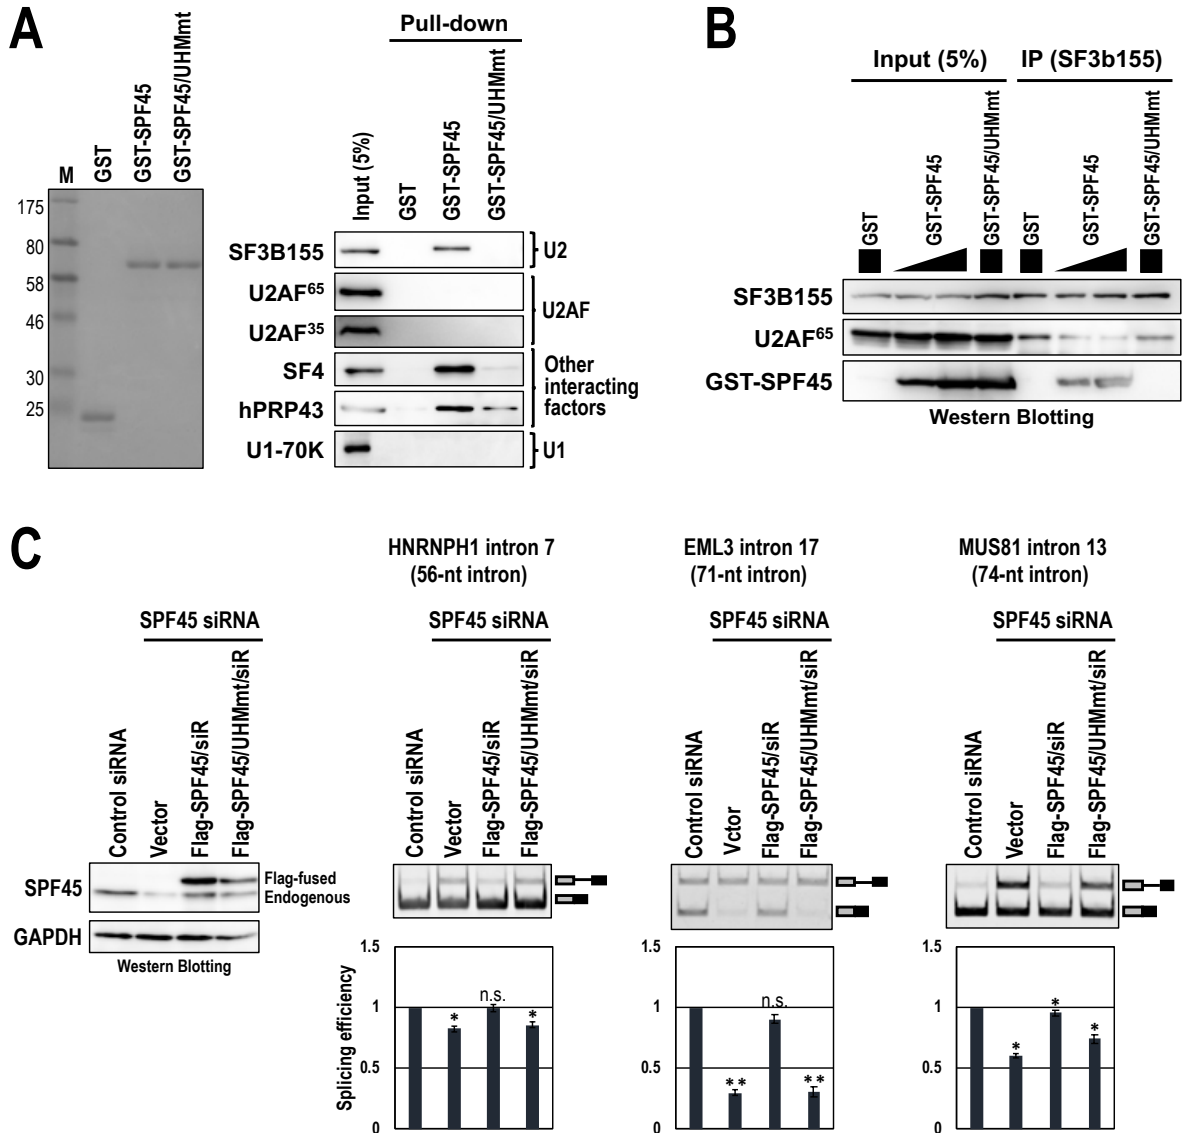 A
Pull-down
M
GST
GST-SPF45
GST-SPF45/UHMmt
Input (5%)
GST
GST-SPF45
GST-SPF45/UHMmt
175
80
58
46
30
25
SF3B155
U2AF65
U2AF35
SF4
hPRP43
U1-70K
U2
U2AF
Other
interacting
factors
U1
B
Input (5%)
IP (SF3b155)
GST
GST-SPF45
GST-SPF45/UHMmt
GST
GST-SPF45
GST-SPF45/UHMmt
SF3B155
U2AF65
GST-SPF45
Western Blotting
C
SPF45 siRNA
Control siRNA
Vector
Flag-SPF45/siR
Flag-SPF45/UHMmt/siR
SPF45
GAPDH
Flag-fused
Endogenous
Western Blotting
HNRNPH1 intron 7
(56-nt intron)
SPF45 siRNA
Control siRNA
Vector
Flag-SPF45/siR
Flag-SPF45/UHMmt/siR
Splicing efficiency
1.5
1
0.5
0
*
n.s.
*
EML3 intron 17
(71-nt intron)
SPF45 siRNA
Control siRNA
Vctor
Flag-SPF45/siR
Flag-SPF45/UHMmt/siR
1.5
1
0.5
0
**
n.s.
**
MUS81 intron 13
(74-nt intron)
SPF45 siRNA
Control siRNA
Vector
Flag-SPF45/siR
Flag-SPF45/UHMmt/siR
1.5
1
0.5
0
*
*
*